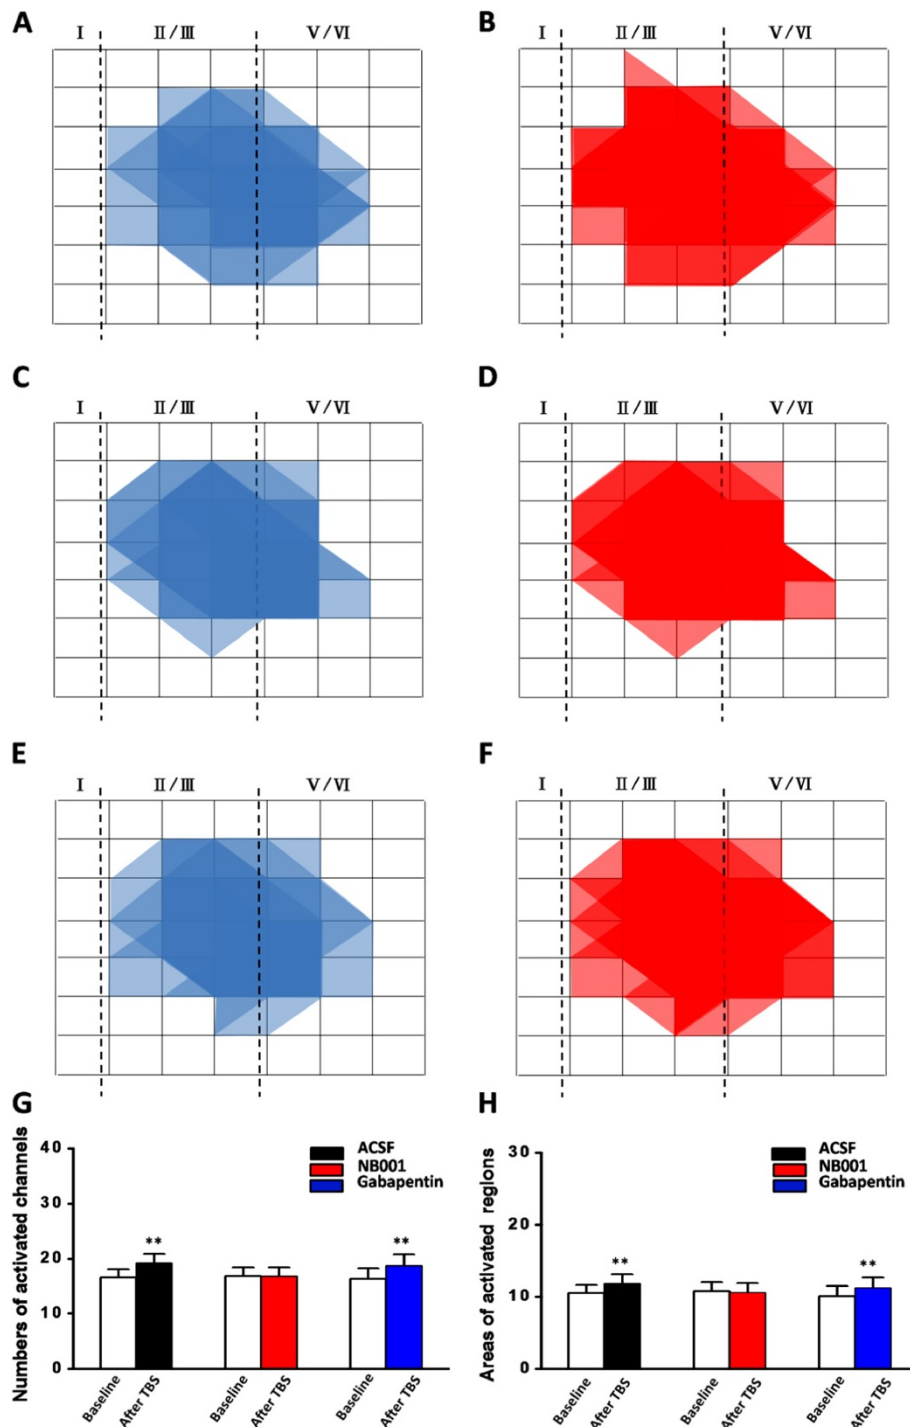 A
I II/III V/VI
B
I II/III V/VI
C
I II/III V/VI
D
I II/III V/VI
E
I II/III V/VI
F
I II/III V/VI
G
Numbers of activated channels
40
30
20
10
0
ACSF
NB001
Gabapentin
**
**
Baseline
After TBS
Baseline
After TBS
Baseline
After TBS
H
Areas of activated regions
30
20
10
0
ACSF
NB001
Gabapentin
**
**
Baseline
After TBS
Baseline
After TBS
Baseline
After TBS